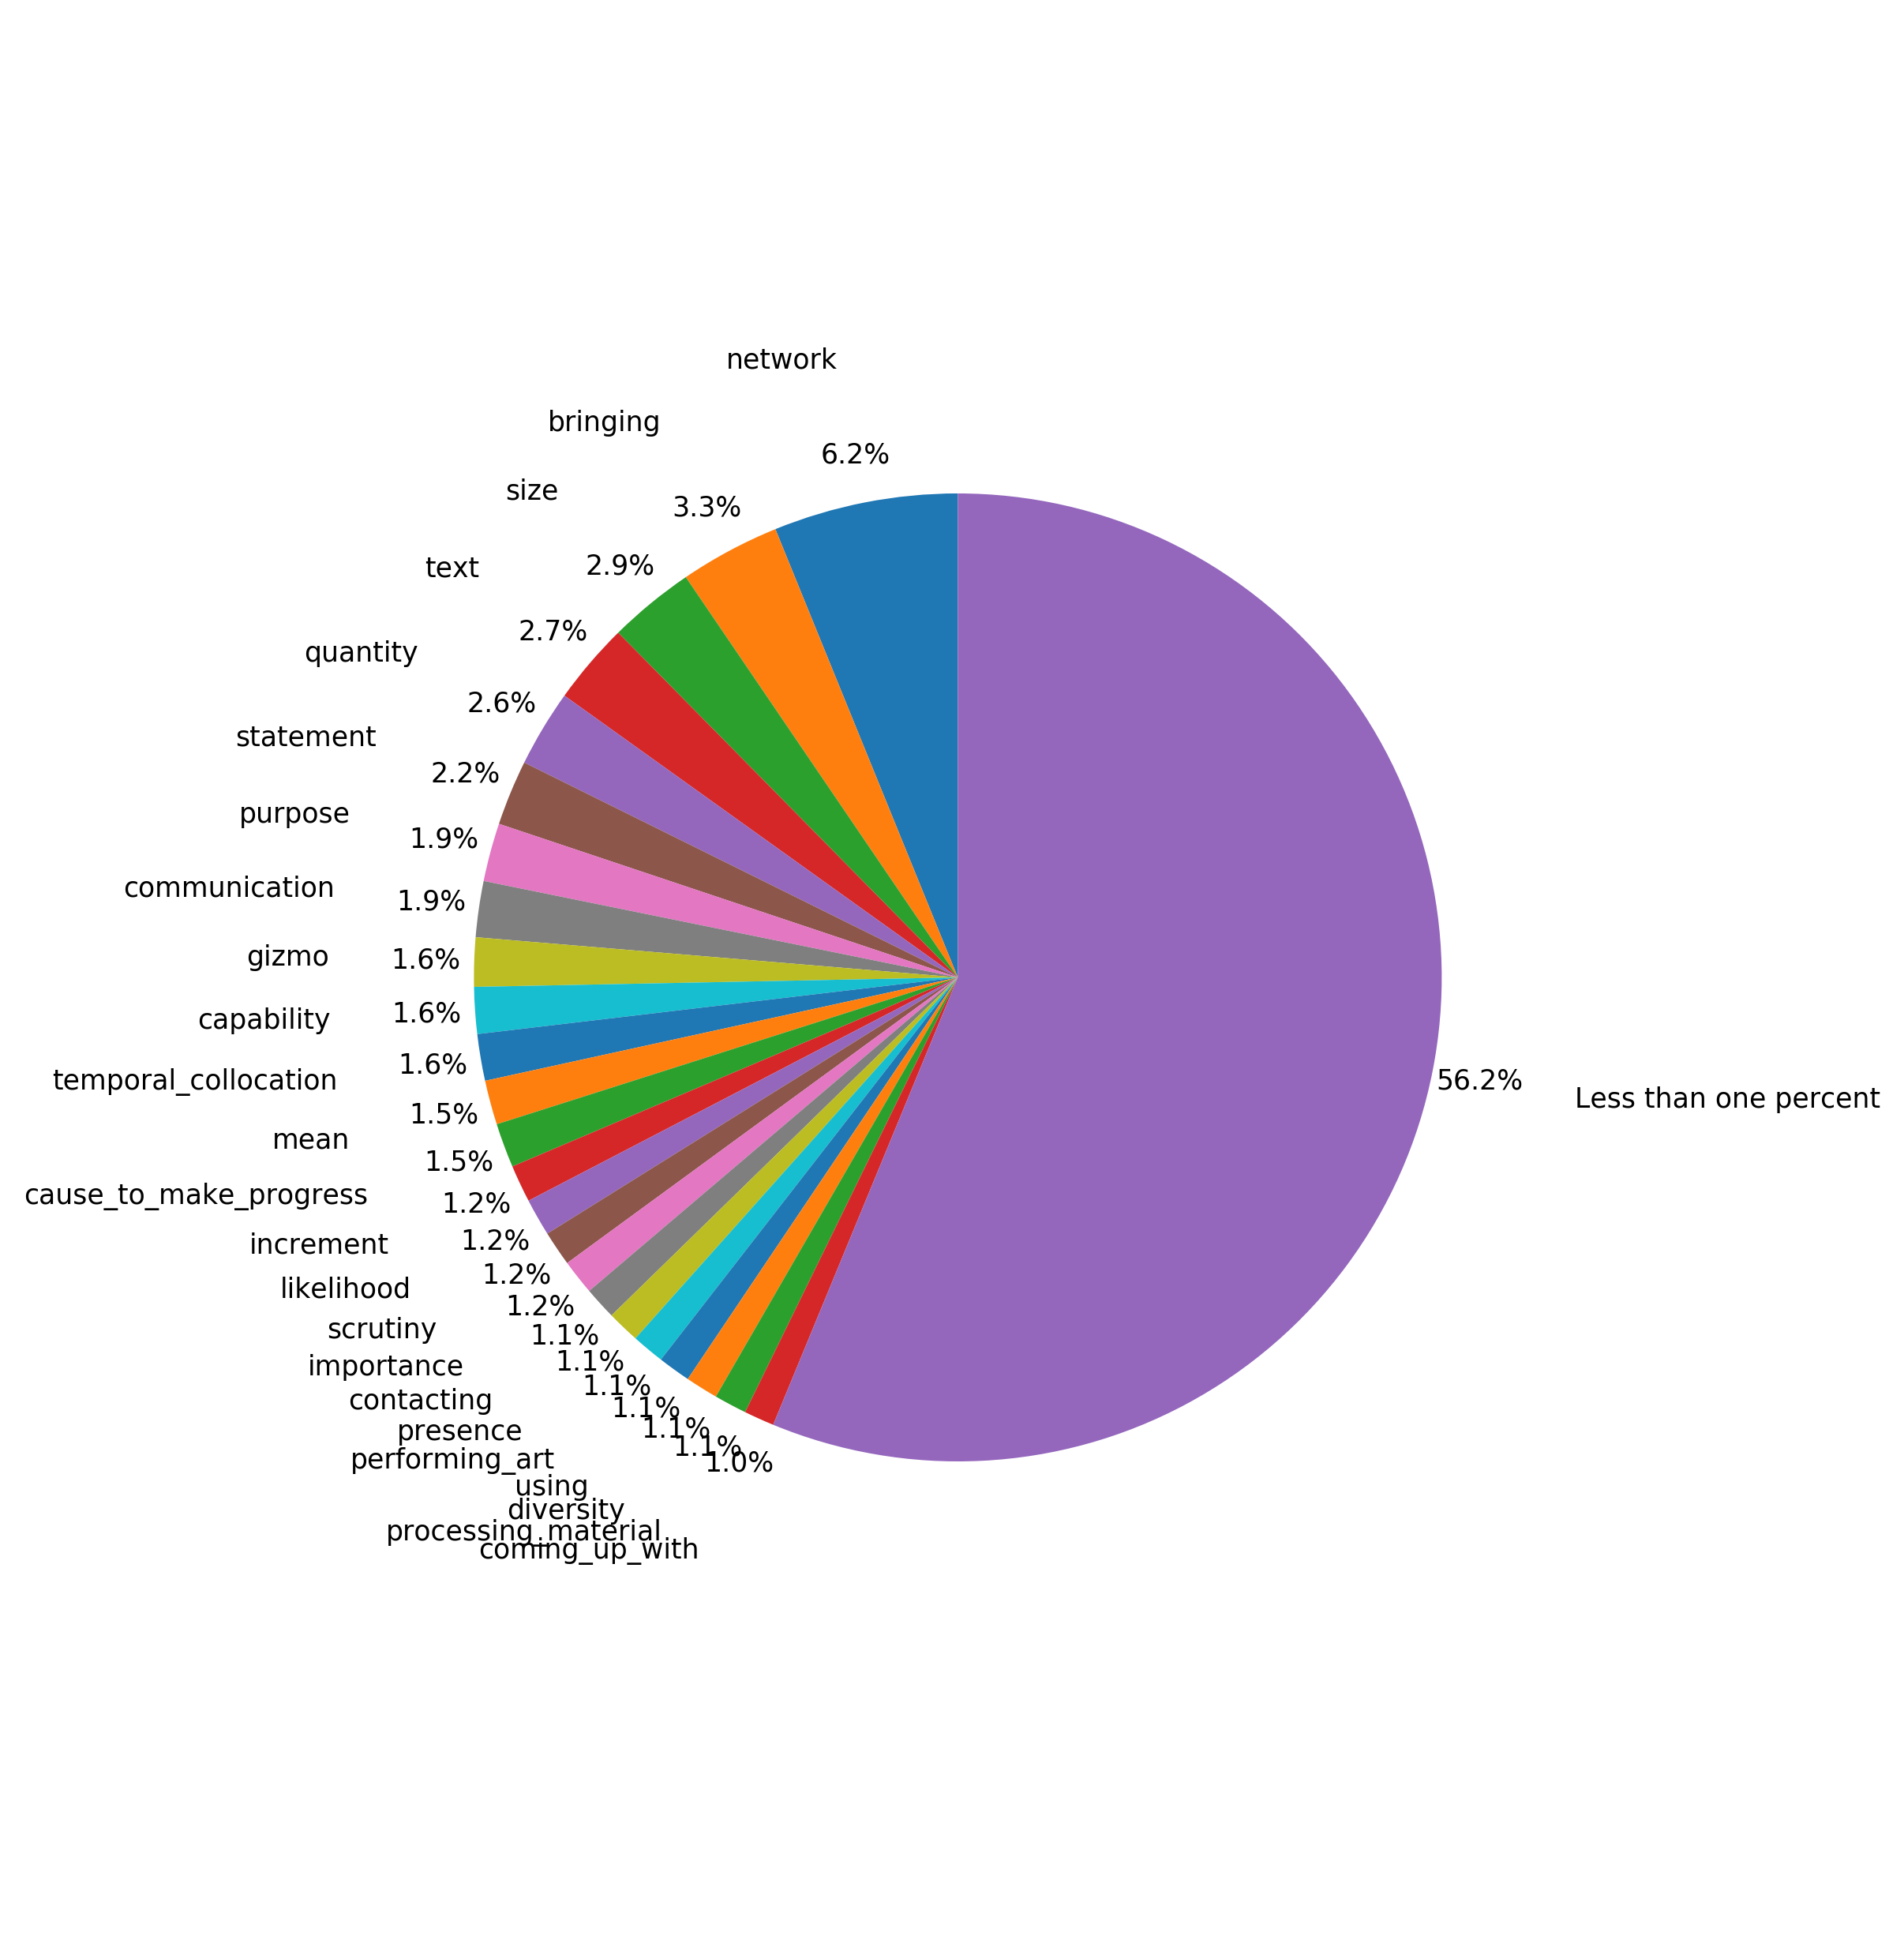 network
6.2%
bringing
3.3%
size
2.9%
text
2.7%
quantity
2.6%
statement
2.2%
purpose
1.9%
communication
1.9%
gizmo
1.6%
capability
1.6%
temporal_collocation
1.6%
mean
1.5%
cause_to_make_progress
1.5%
increment
1.2%
likelihood
1.2%
scrutiny
1.2%
importance
1.2%
contacting
1.1%
presence
1.1%
performing_art
1.1%
using
1.1%
diversity
1.1%
processing_material
1.1%
coming_up_with
1.0%
Less than one percent
56.2%